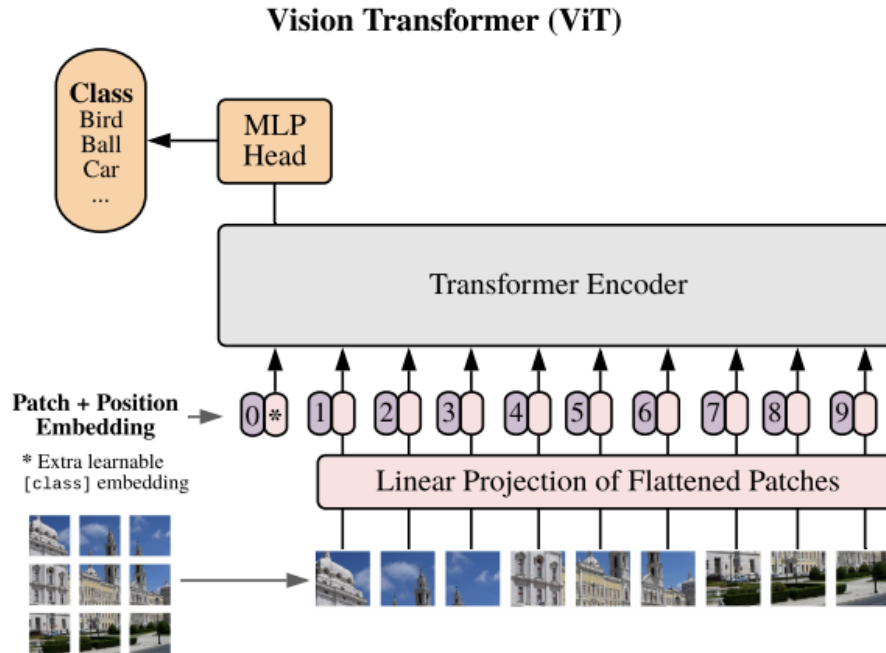 Vision Transformer (ViT)
Class
Bird
Ball
Car
...
MLP
Head
Transformer Encoder
Patch + Position
Embedding
0 * 1 2 3 4 5 6 7 8 9
* Extra learnable
[class] embedding
Linear Projection of Flattened Patches